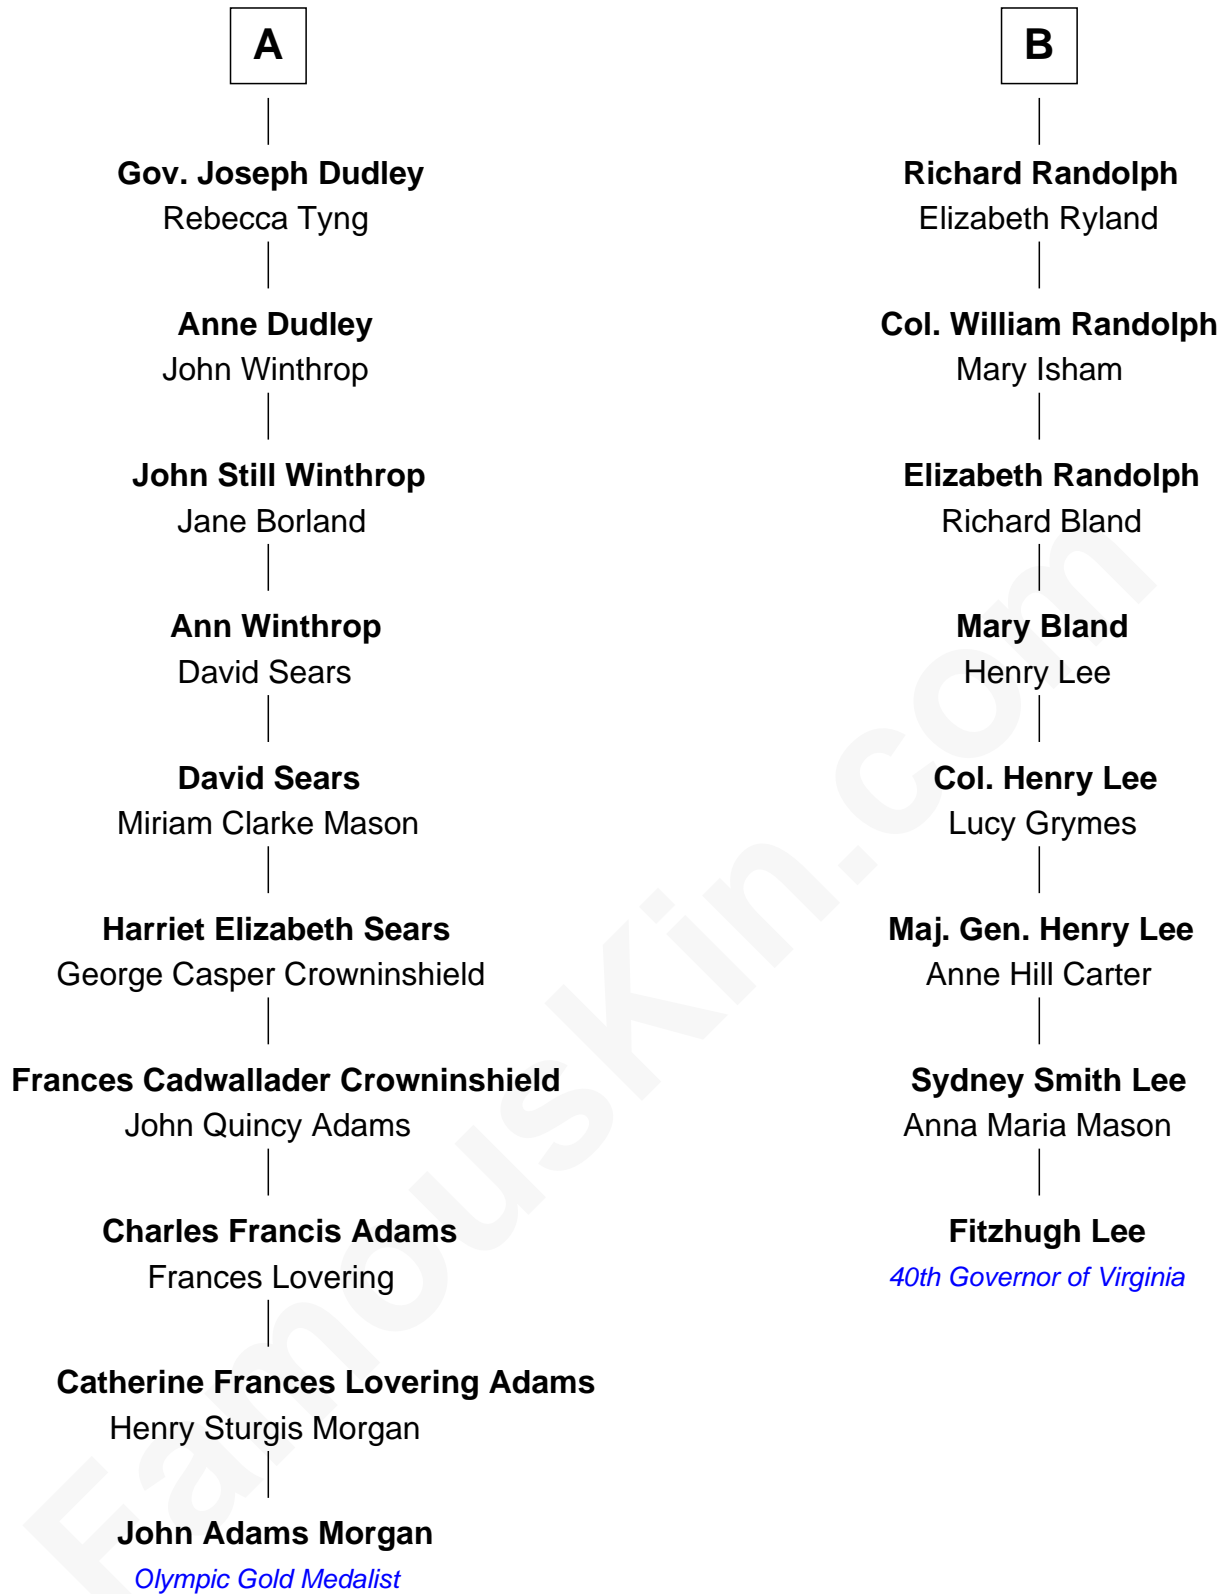 A
Gov. Joseph Dudley
Rebecca Tyng
Anne Dudley
John Winthrop
John Still Winthrop
Jane Borland
Ann Winthrop
David Sears
David Sears
Miriam Clarke Mason
Harriet Elizabeth Sears
George Casper Crowninshield
Frances Cadwallader Crowninshield
John Quincy Adams
Charles Francis Adams
Frances Lovering
Catherine Frances Lovering Adams
Henry Sturgis Morgan
John Adams Morgan
Olympic Gold Medalist
B
Richard Randolph
Elizabeth Ryland
Col. William Randolph
Mary Isham
Elizabeth Randolph
Richard Bland
Mary Bland
Henry Lee
Col. Henry Lee
Lucy Grymes
Maj. Gen. Henry Lee
Anne Hill Carter
Sydney Smith Lee
Anna Maria Mason
Fitzhugh Lee
40th Governor of Virginia
FamousKin.com